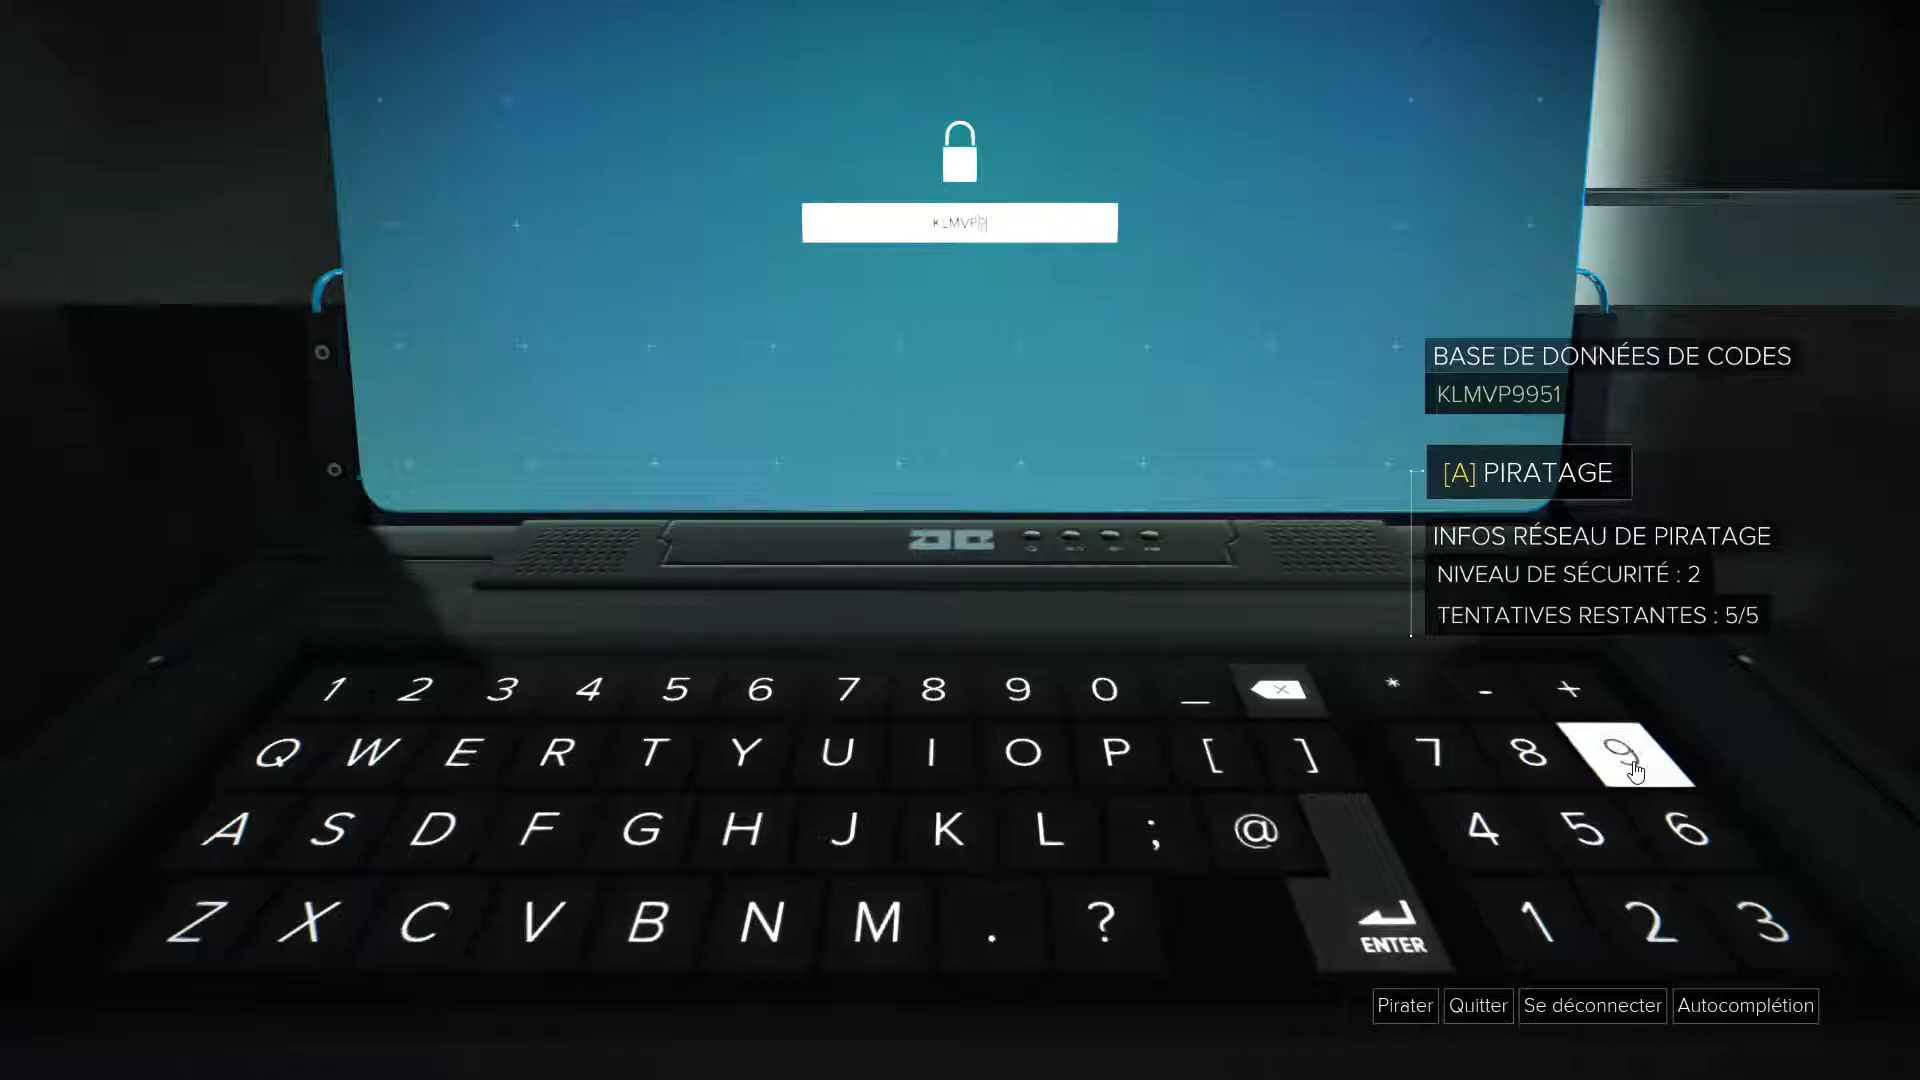 KLMVP9
BASE DE DONNÉES DE CODES
KLMVP9951
[A] PIRATAGE
INFOS RÉSEAU DE PIRATAGE
NIVEAU DE SÉCURITÉ : 2
TENTATIVES RESTANTES : 5/5
1 2 3 4 5 6 7 8 9 0 _ * - +
Q W E R T Y U I O P [ ] 7 8 9
A S D F G H J K L ; @ 4 5 6
Z X C V B N M . ? ENTER 1 2 3
Pirater Quitter Se déconnecter Autocomplétion